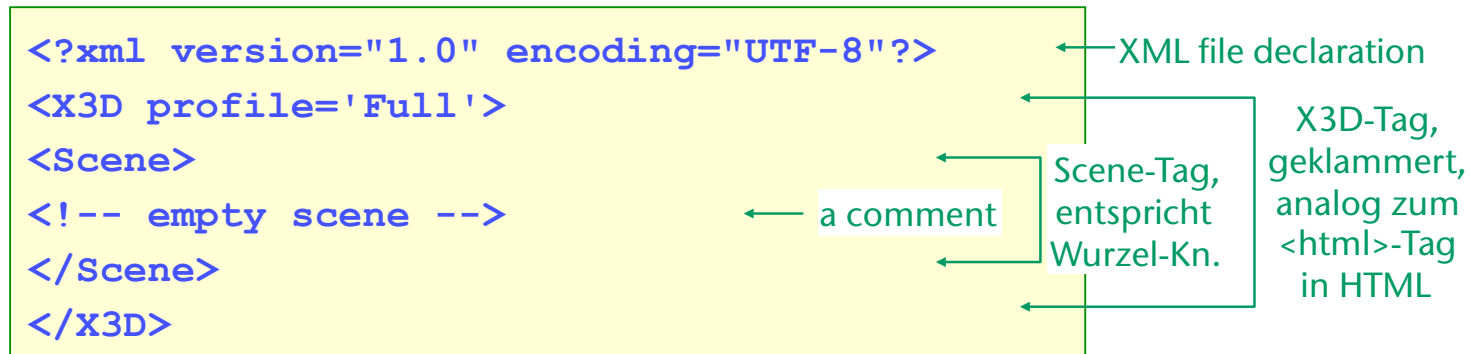 <?xml version="1.0" encoding="UTF-8"?>
XML file declaration
<X3D profile='Full'>
<Scene>
<!-- empty scene -->
a comment
</Scene>
</X3D>
Scene-Tag,
entspricht
Wurzel-Kn.
X3D-Tag,
geklammert,
analog zum
<html>-Tag
in HTML